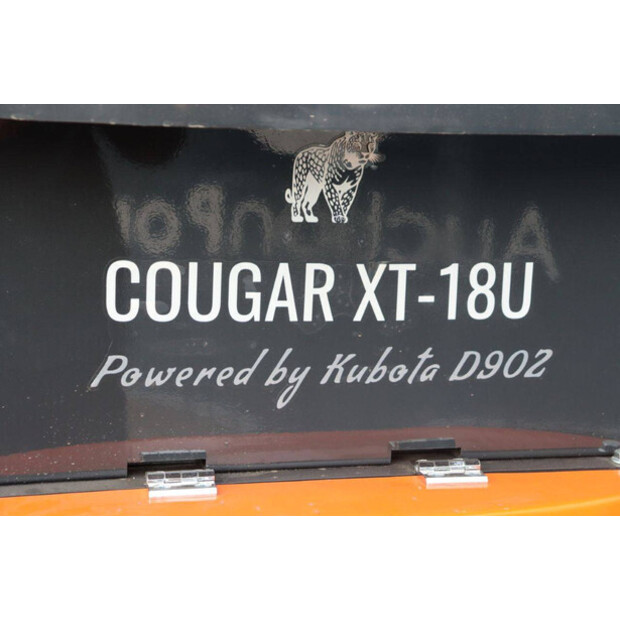 COUGAR XT-18U
Powered by Kubota D902